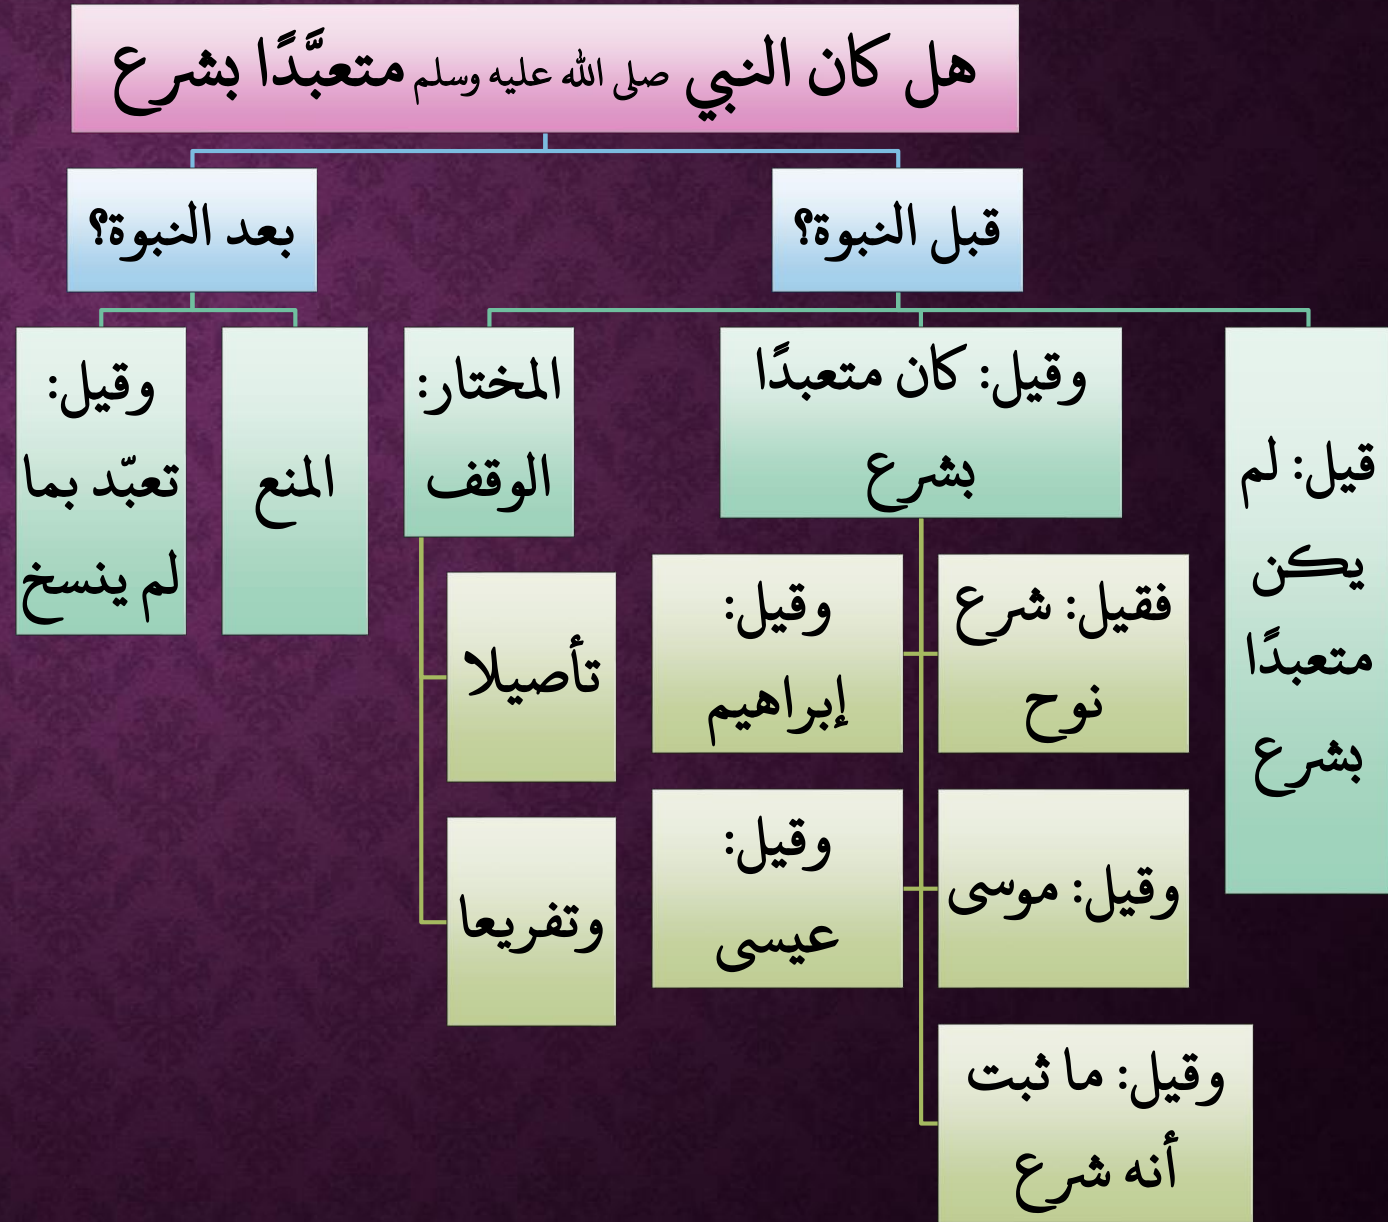 هل كان النبي صلى الله عليه وسلم متعبَّدًا بشرع
قبل النبوة؟
بعد النبوة؟
قيل: لم
يكن
متعبدًا
بشرع
وقيل: كان متعبدًا
بشرع
فقيل: شرع
نوح
وقيل:
إبراهيم
وقيل: موسى
وقيل:
عيسى
وقيل: ما ثبت
أنه شرع
المختار:
الوقف
تأصيلا
وتفريعا
المنع
وقيل:
تعبّد بما
لم ينسخ